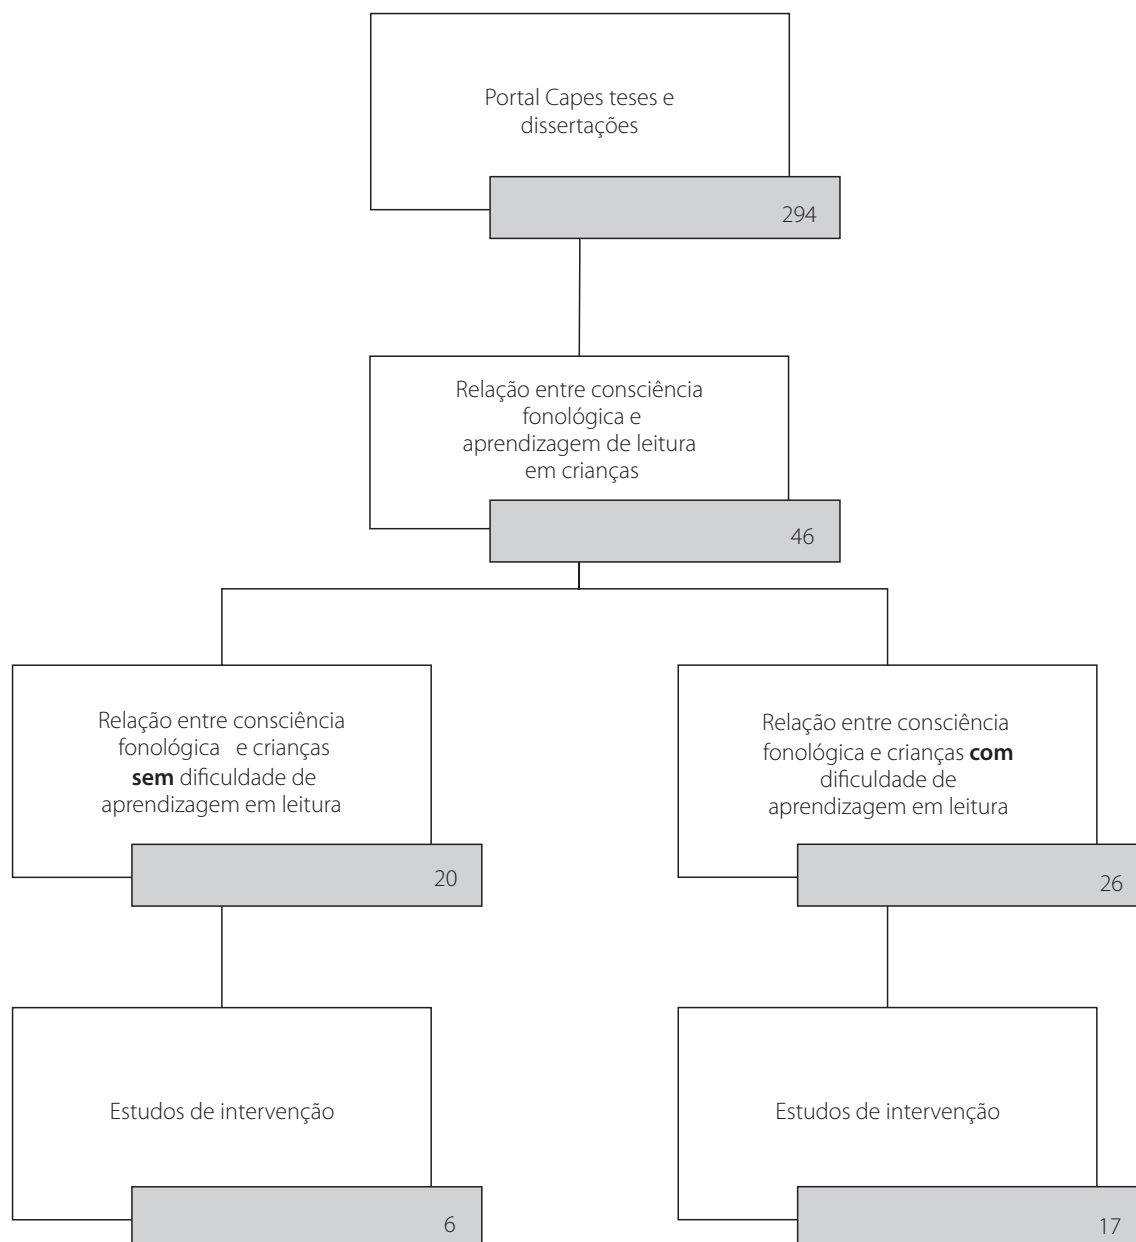 Portal Capes teses e
dissertações
294
Relação entre consciência
fonológica e
aprendizagem de leitura
em crianças
46
Relação entre consciência
fonológica e crianças
sem dificuldade de
aprendizagem em leitura
20
Relação entre consciência
fonológica e crianças com
dificuldade de
aprendizagem em leitura
26
Estudos de intervenção
6
Estudos de intervenção
17